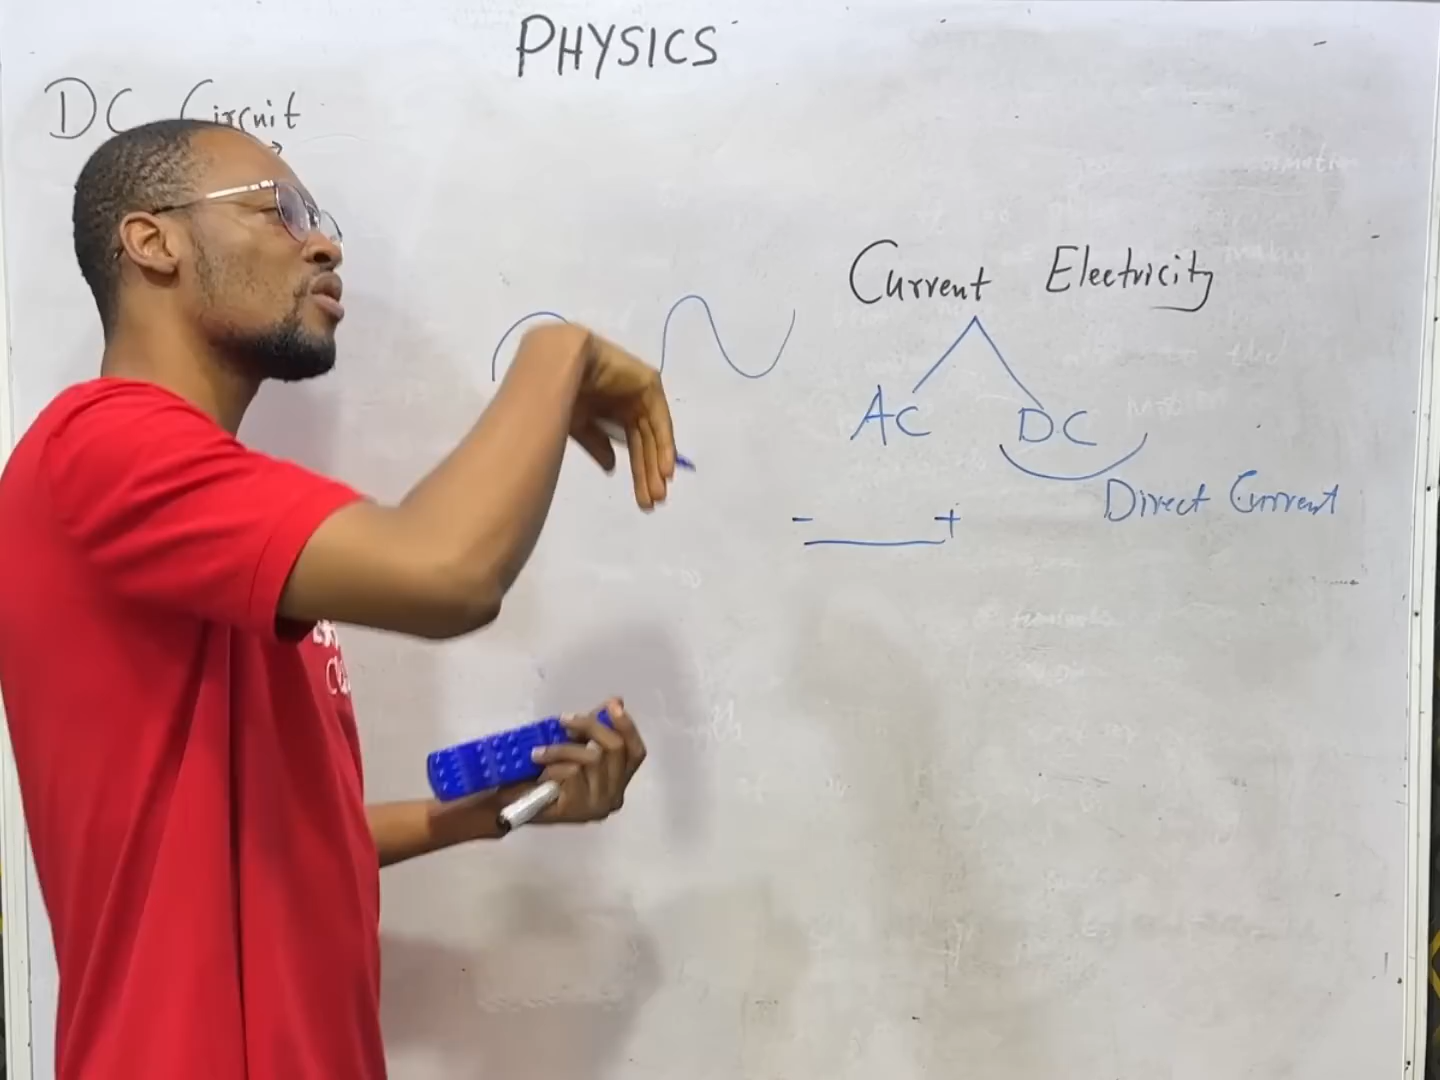 PHYSICS
DC Circuit
Current Electricity
AC DC
Direct Current
- +